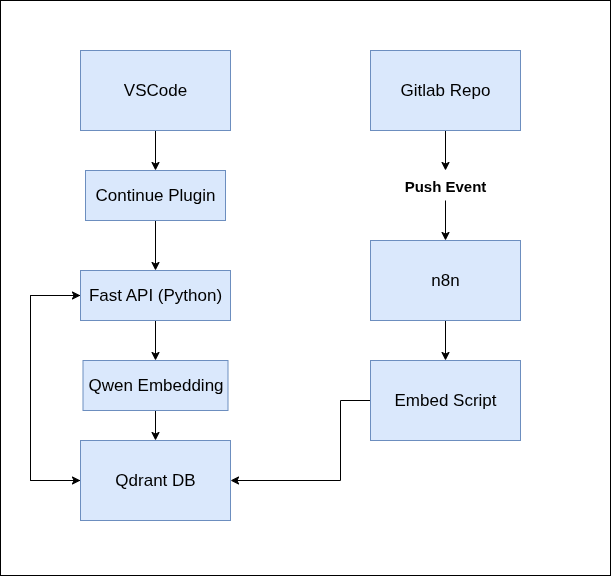 VSCode
Gitlab Repo
Continue Plugin
Push Event
Fast API (Python)
n8n
Qwen Embedding
Embed Script
Qdrant DB